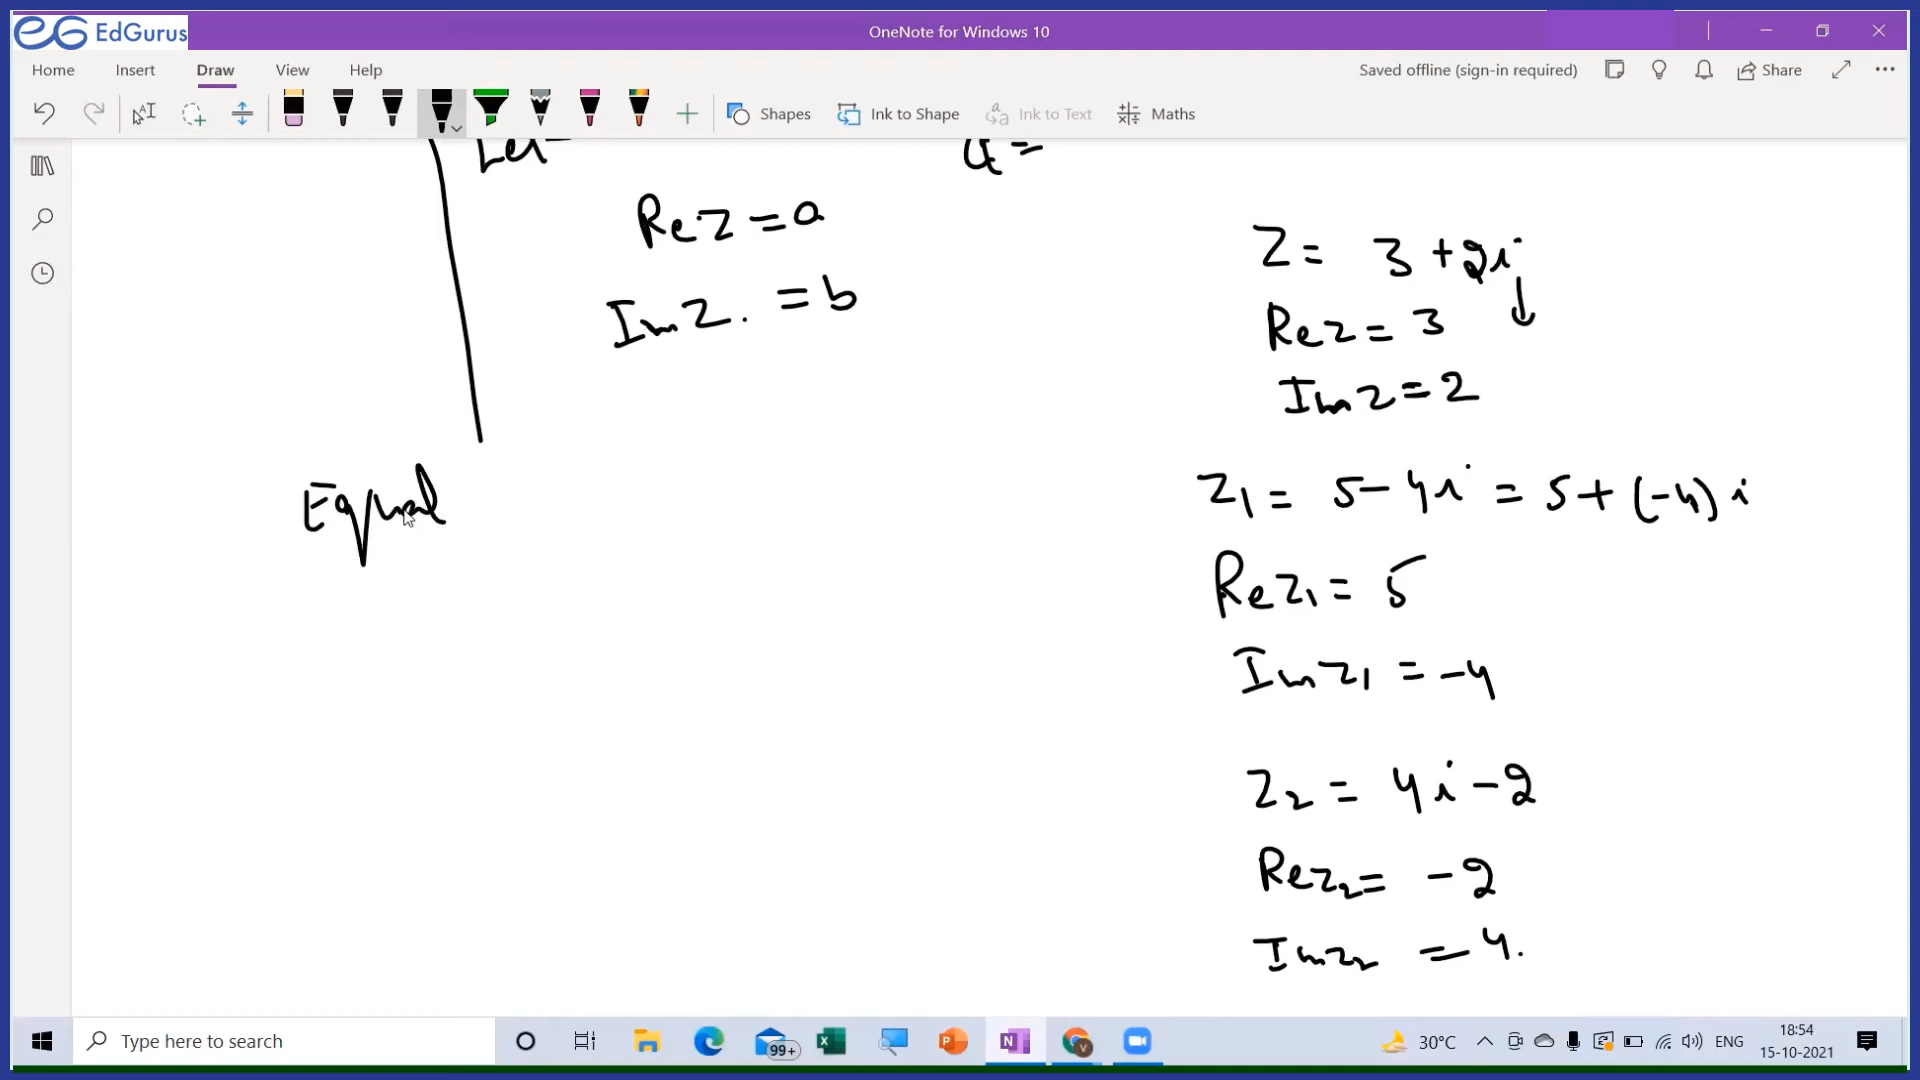 EdGurus
OneNote for Windows 10
Home Insert Draw View Help
Saved offline (sign-in required) Share
Shapes Ink to Shape Ink to Text Maths
Let
Re z = a
Im z. = b
Z = 3 + 2i
Re z = 3
Im z = 2
Equal
Z1 = 5 - 4i = 5 + (-4) i
Re z1 = 5
Im z1 = -4
Z2 = 4i - 2
Re z2 = -2
Im z2 = 4.
Type here to search
99+
30°C
ENG
18:54
15-10-2021